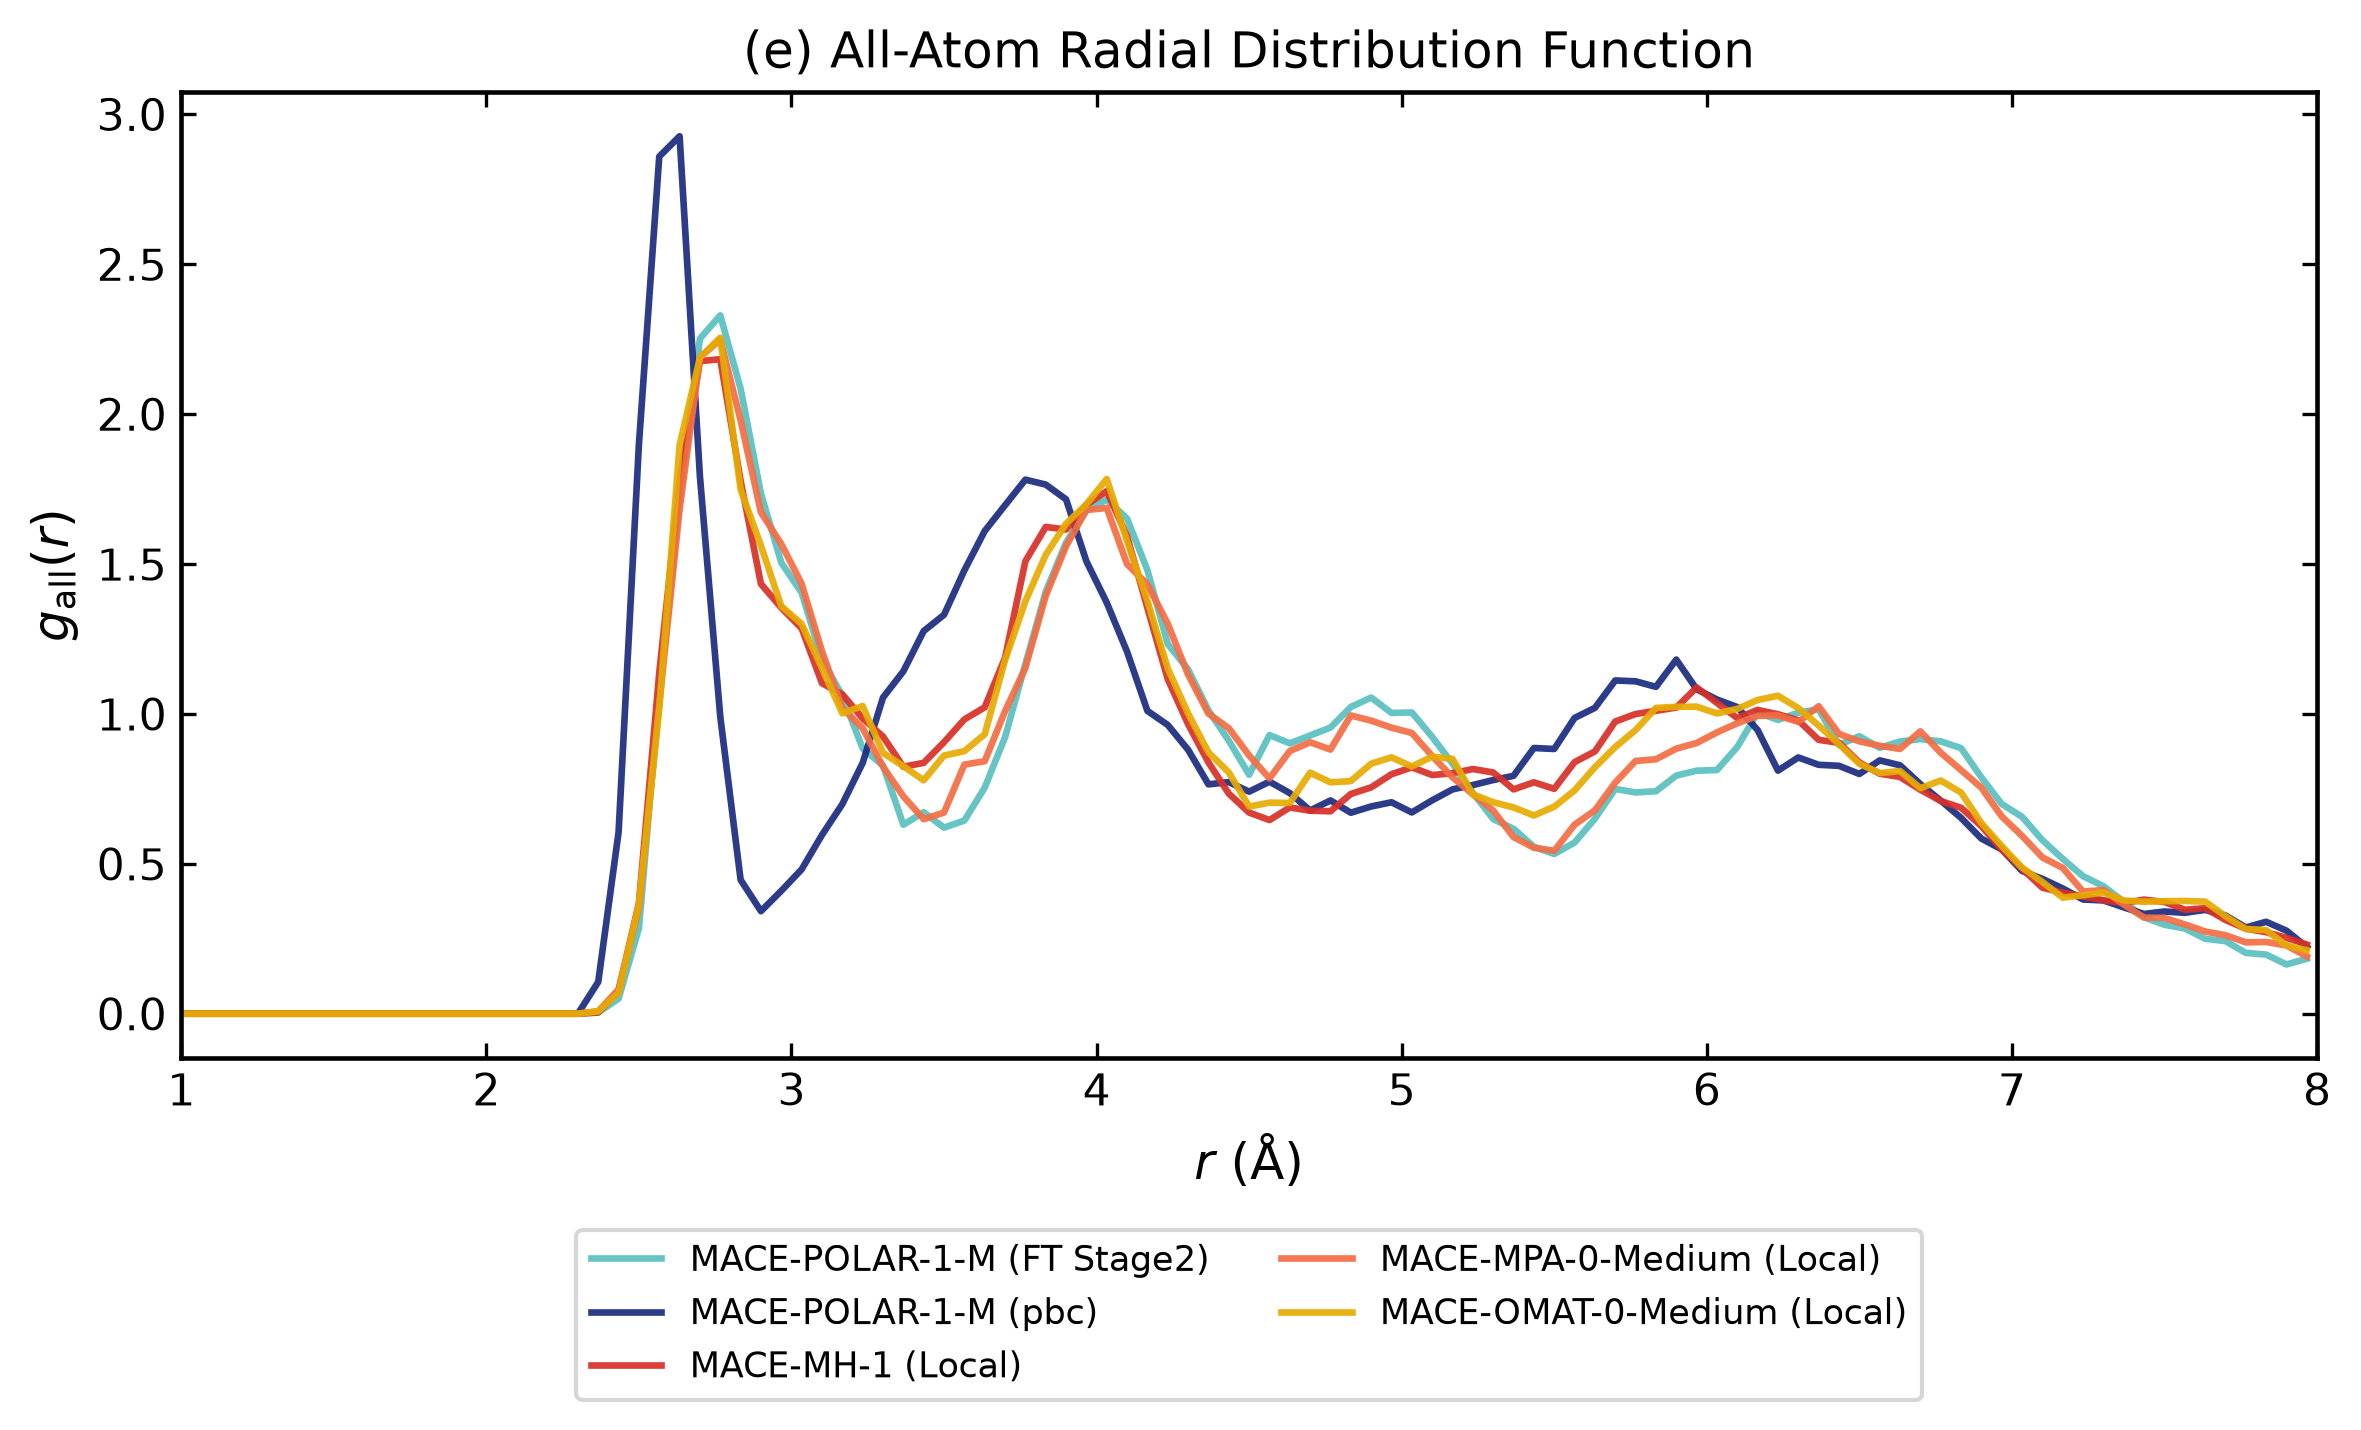 (e) All-Atom Radial Distribution Function
3.0
2.5
2.0
1.5
1.0
0.5
0.0
g_all(r)
1 2 3 4 5 6 7 8
r (Å)
MACE-POLAR-1-M (FT Stage2)
MACE-POLAR-1-M (pbc)
MACE-MH-1 (Local)
MACE-MPA-0-Medium (Local)
MACE-OMAT-0-Medium (Local)